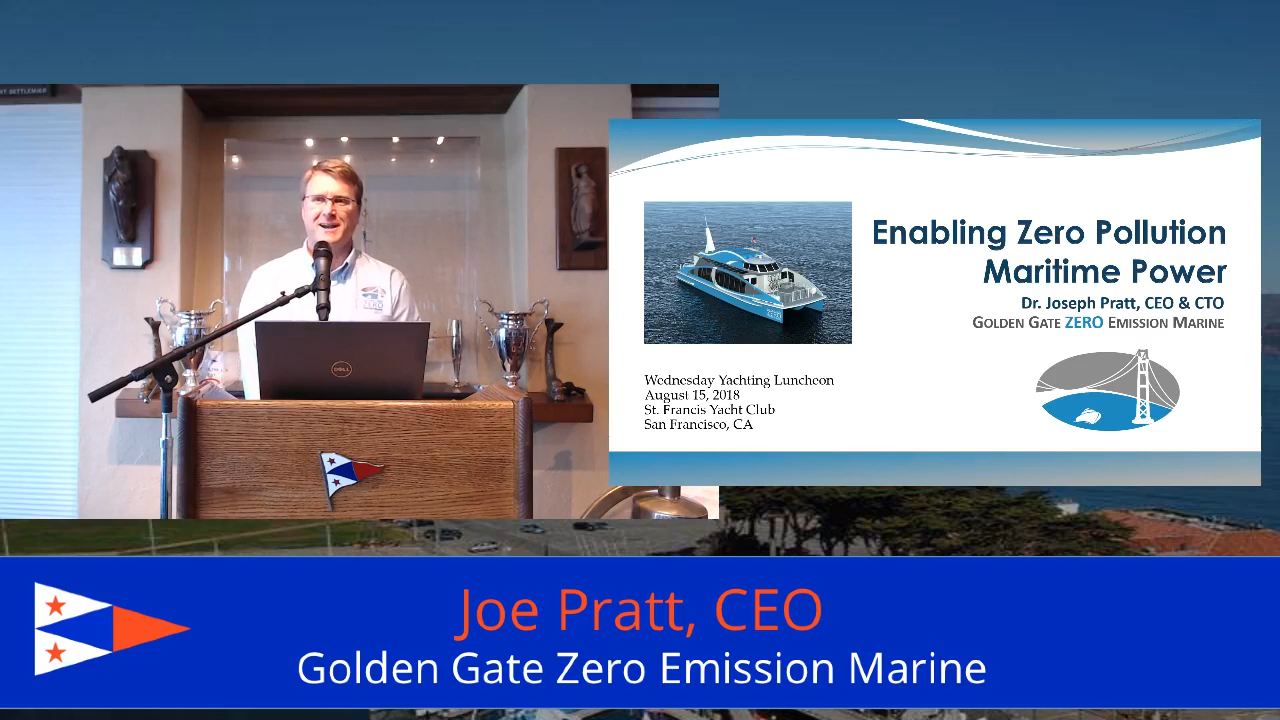 Enabling Zero Pollution
Maritime Power
Dr. Joseph Pratt, CEO & CTO
GOLDEN GATE ZERO EMISSION MARINE
Wednesday Yachting Luncheon
August 15, 2018
St. Francis Yacht Club
San Francisco, CA
DELL
ZERO
Joe Pratt, CEO
Golden Gate Zero Emission Marine